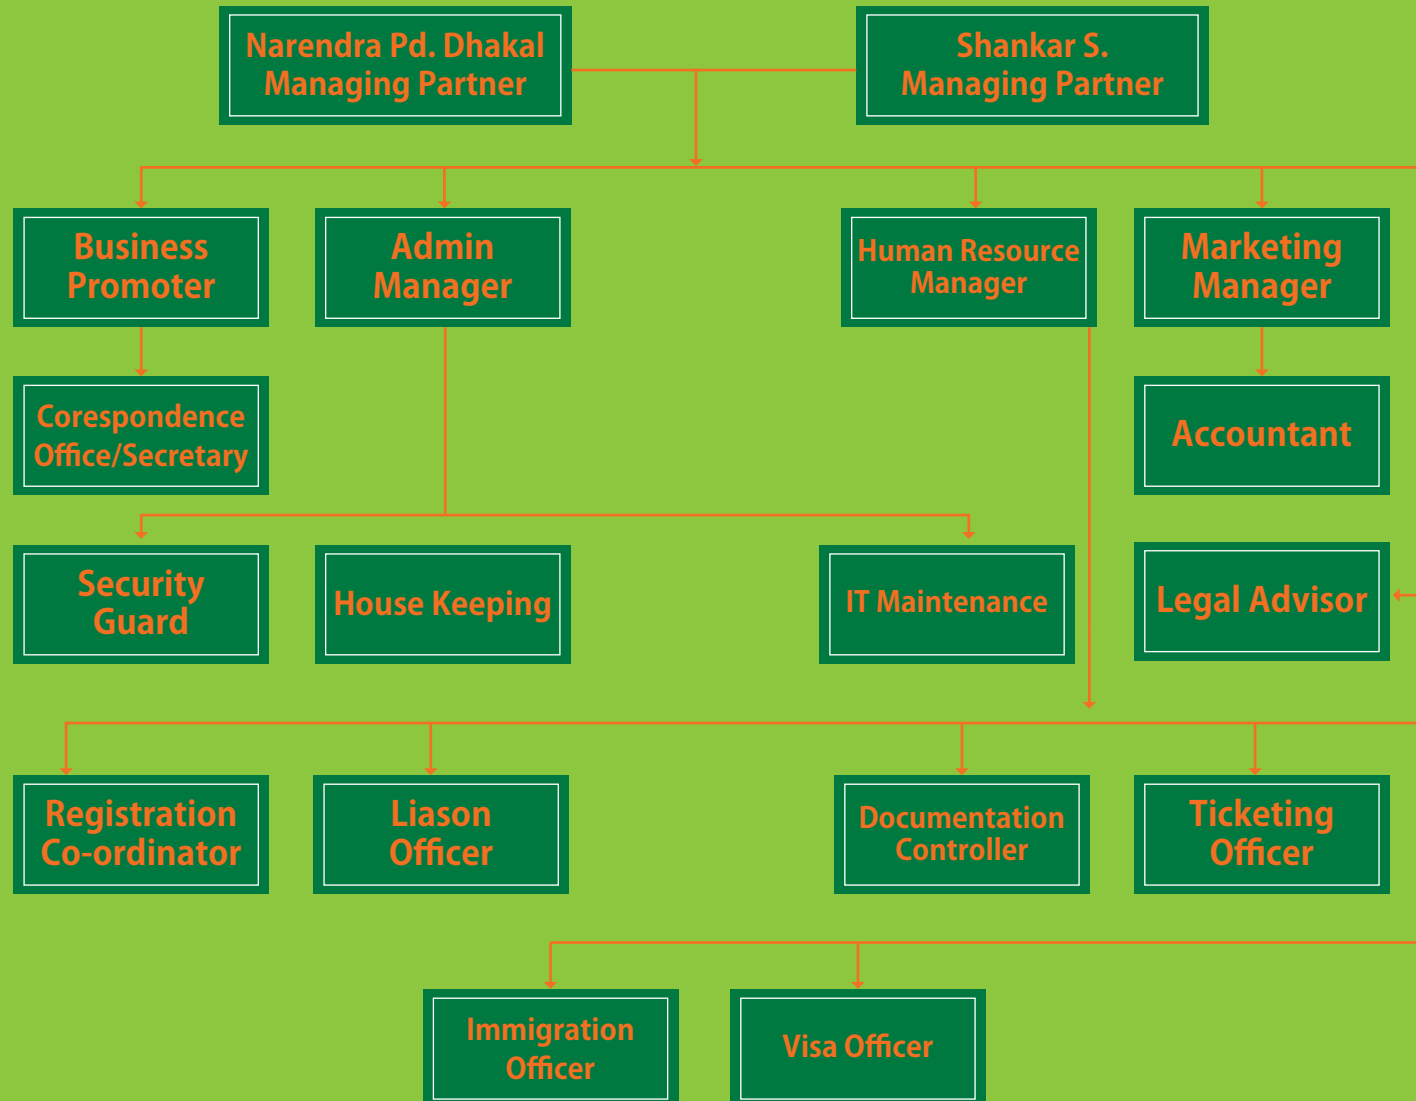 Narendra Pd. Dhakal
Managing Partner
Shankar S.
Managing Partner
Business
Promoter
Admin
Manager
Human Resource
Manager
Marketing
Manager
Corespondence
Office/Secretary
Accountant
Security
Guard
House Keeping
IT Maintenance
Legal Advisor
Registration
Co-ordinator
Liason
Officer
Documentation
Controller
Ticketing
Officer
Immigration
Officer
Visa Officer